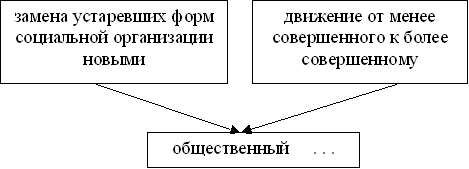 замена устаревших форм
социальной организации
новыми
движение от менее
совершенного к более
совершенному
общественный ...